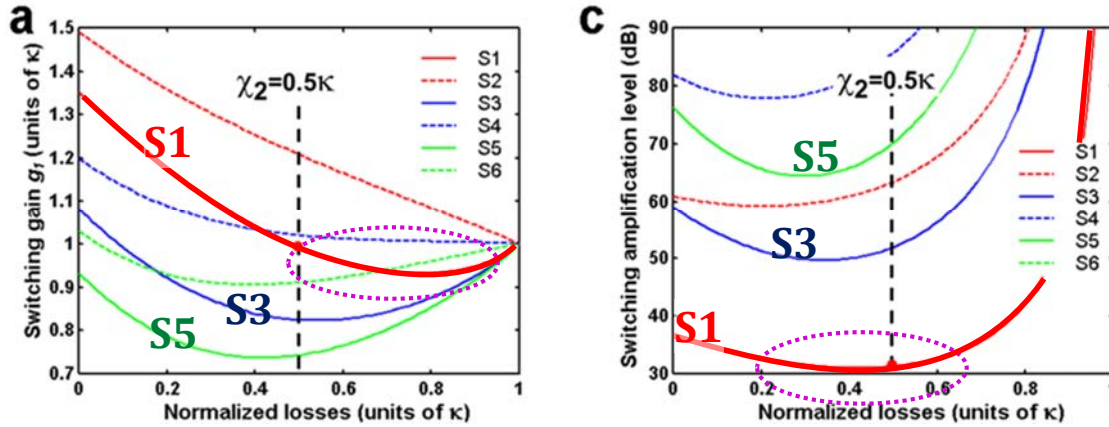 a
Switching gain g₁ (units of κ)
1.5
1.4
1.3
1.2
1.1
1
0.9
0.8
0.7
χ₂=0.5κ
S1
S2
S3
S4
S5
S6
S1
S3
S5
0
0.2
0.4
0.6
0.8
1
Normalized losses (units of κ)
c
Switching amplification level (dB)
90
80
70
60
50
40
30
χ₂=0.5κ
S5
S3
S1
S1
S2
S3
S4
S5
S6
0
0.2
0.4
0.6
0.8
Normalized losses (units of κ)